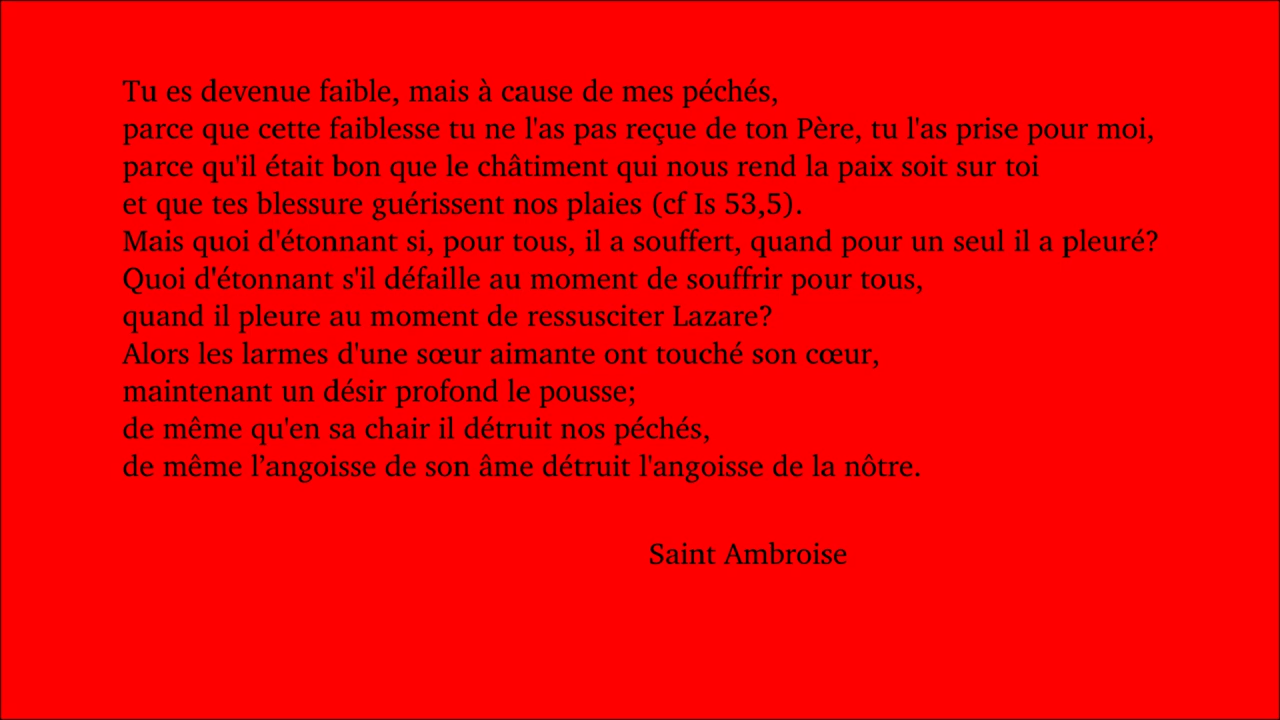 Tu es devenue faible, mais à cause de mes péchés,
parce que cette faiblesse tu ne l'as pas reçue de ton Père, tu l'as prise pour moi,
parce qu'il était bon que le châtiment qui nous rend la paix soit sur toi
et que tes blessure guérissent nos plaies (cf Is 53,5).
Mais quoi d'étonnant si, pour tous, il a souffert, quand pour un seul il a pleuré?
Quoi d'étonnant s'il défaille au moment de souffrir pour tous,
quand il pleure au moment de ressusciter Lazare?
Alors les larmes d'une sœur aimante ont touché son cœur,
maintenant un désir profond le pousse;
de même qu'en sa chair il détruit nos péchés,
de même l’angoisse de son âme détruit l'angoisse de la nôtre.
Saint Ambroise